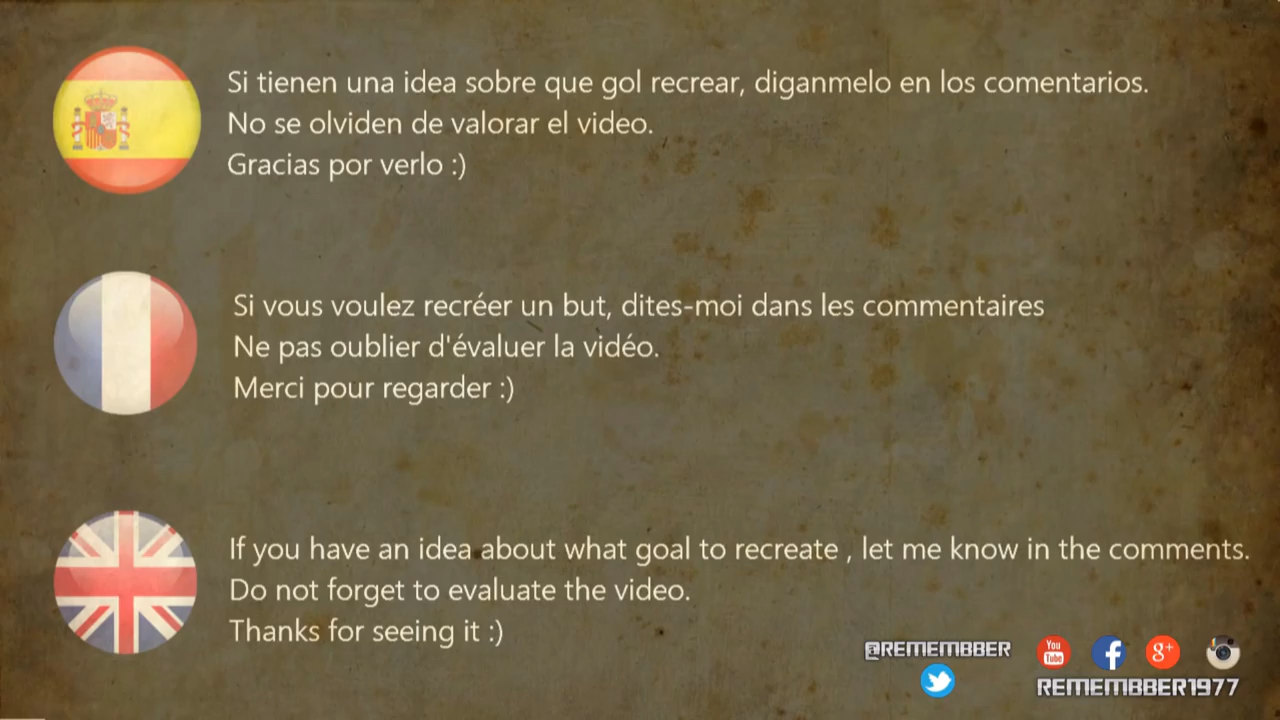 Si tienen una idea sobre que gol recrear, diganmelo en los comentarios.
No se olviden de valorar el video.
Gracias por verlo :)
Si vous voulez recréer un but, dites-moi dans les commentaires
Ne pas oublier d'évaluer la vidéo.
Merci pour regarder :)
If you have an idea about what goal to recreate , let me know in the comments.
Do not forget to evaluate the video.
Thanks for seeing it :)
@REMEMBBER
You
Tube
f
g+
REMEMBBER1977